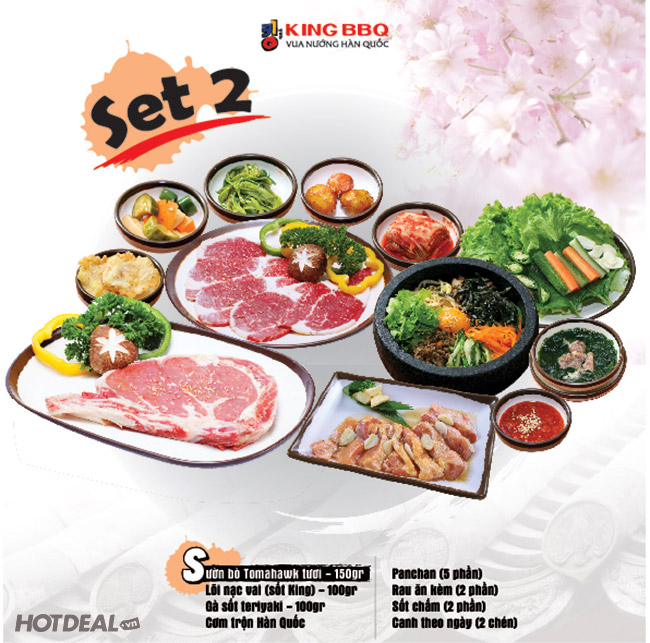 KING BBQ
VUA NƯỚNG HÀN QUỐC
Set 2
Sườn bò Tomahawk tươi - 150gr
Lõi nạc vai (sốt King) - 100gr
Gà sốt teriyaki - 100gr
Cơm trộn Hàn Quốc
Panchan (5 phần)
Rau ăn kèm (2 phần)
Sốt chấm (2 phần)
Canh theo ngày (2 chén)
HOTDEAL.vn